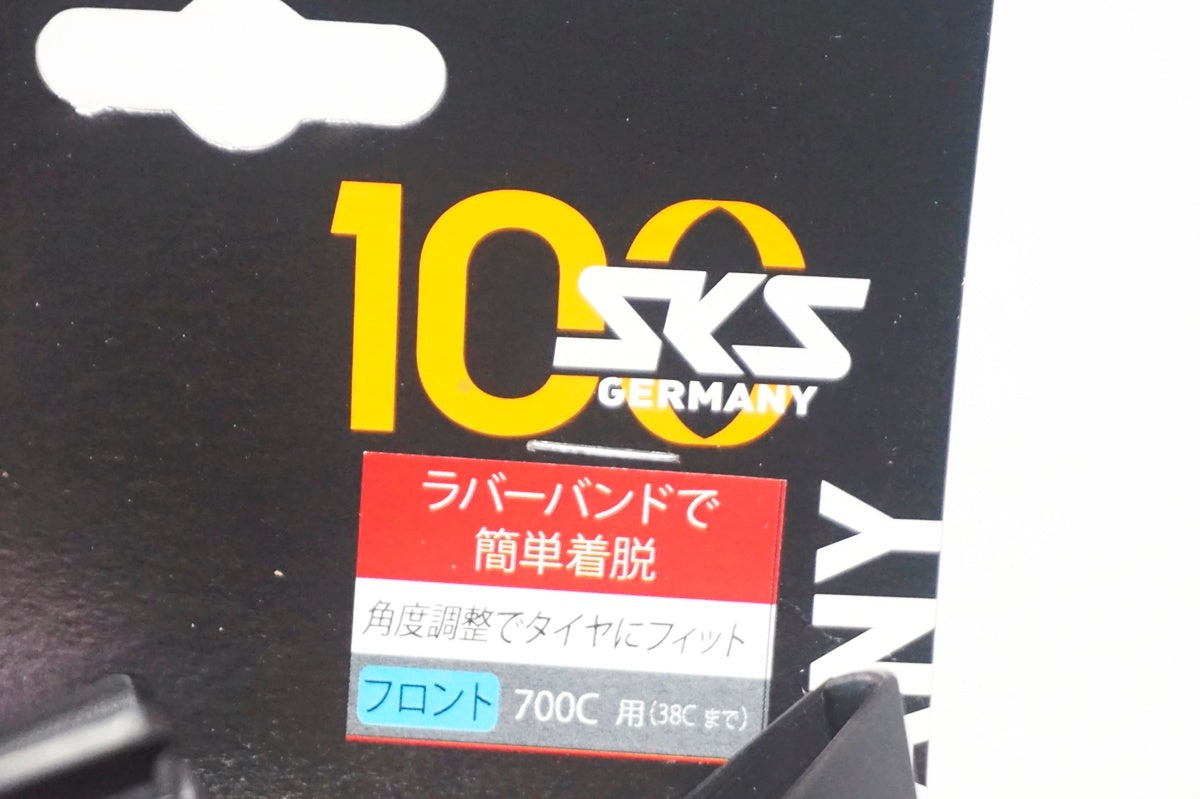 100
SKS
GERMANY
ラバーバンドで
簡単着脱
角度調整でタイヤにフィット
フロント 700C 用(38C まで)
ANY